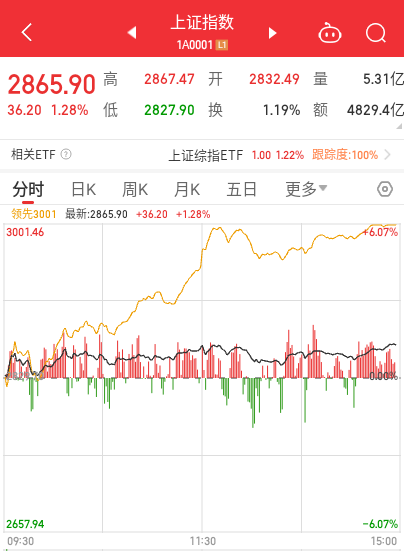 上证指数
1A0001 L1
2865.90 高 2867.47 开 2832.49 量 5.31亿
36.20 1.28% 低 2827.90 换 1.19% 额 4829.4亿
相关ETF ? 上证综指ETF 1.00 1.22% 跟踪度:100%
分时 日K 周K 月K 五日 更多
领先3001 最新:2865.90 +36.20 +1.28%
3001.46 +6.07%
0.00%
2657.94 -6.07%
09:30 11:30 15:00